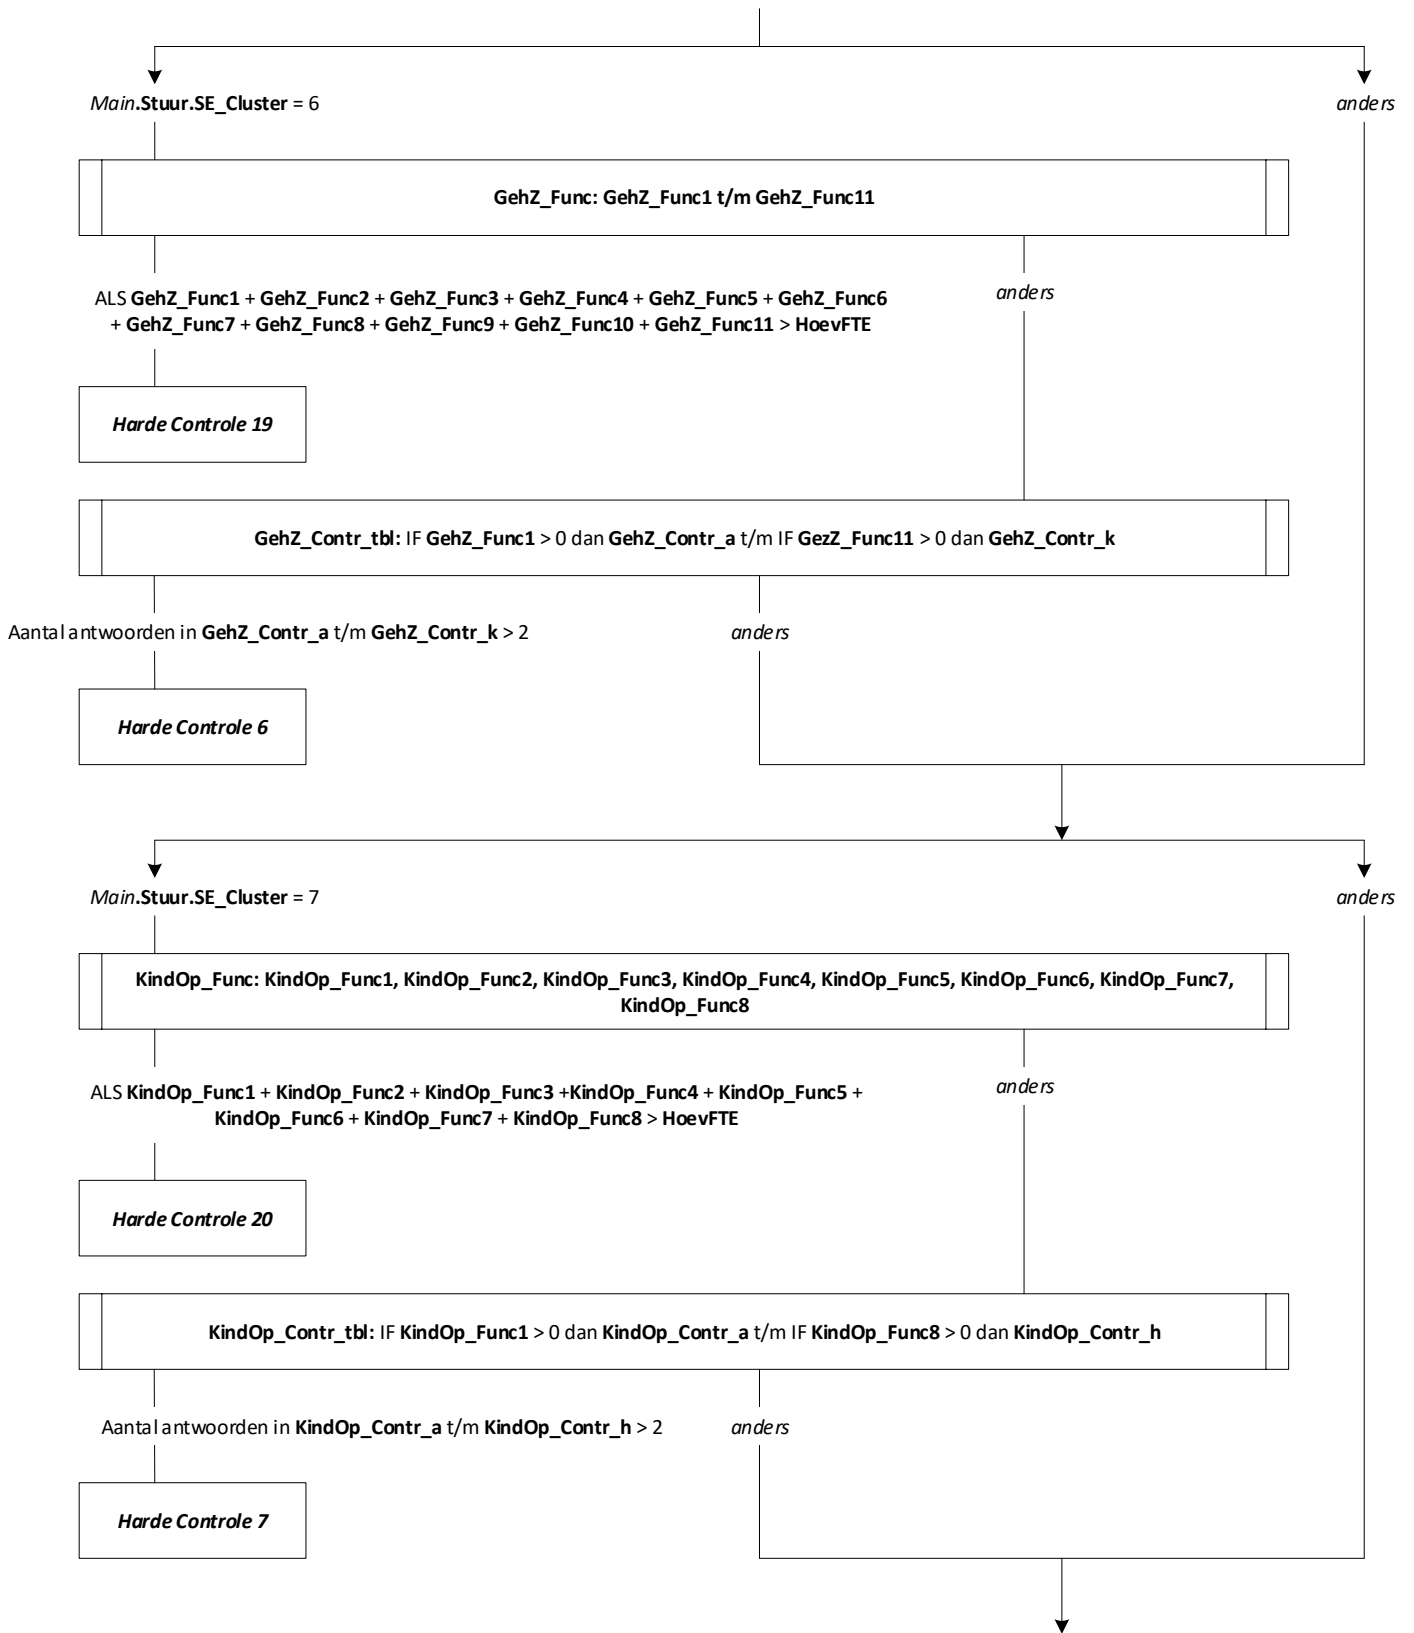 Main.Stuur.SE_Cluster = 6
anders
GehZ_Func: GehZ_Func1 t/m GehZ_Func11
ALS GehZ_Func1 + GehZ_Func2 + GehZ_Func3 + GehZ_Func4 + GehZ_Func5 + GehZ_Func6
+ GehZ_Func7 + GehZ_Func8 + GehZ_Func9 + GehZ_Func10 + GehZ_Func11 > HoevFTE
anders
Harde Controle 19
GehZ_Contr_tbl: IF GehZ_Func1 > 0 dan GehZ_Contr_a t/m IF GezZ_Func11 > 0 dan GehZ_Contr_k
Aantal antwoorden in GehZ_Contr_a t/m GehZ_Contr_k > 2
anders
Harde Controle 6
Main.Stuur.SE_Cluster = 7
anders
KindOp_Func: KindOp_Func1, KindOp_Func2, KindOp_Func3, KindOp_Func4, KindOp_Func5, KindOp_Func6, KindOp_Func7,
KindOp_Func8
ALS KindOp_Func1 + KindOp_Func2 + KindOp_Func3 +KindOp_Func4 + KindOp_Func5 +
KindOp_Func6 + KindOp_Func7 + KindOp_Func8 > HoevFTE
anders
Harde Controle 20
KindOp_Contr_tbl: IF KindOp_Func1 > 0 dan KindOp_Contr_a t/m IF KindOp_Func8 > 0 dan KindOp_Contr_h
Aantal antwoorden in KindOp_Contr_a t/m KindOp_Contr_h > 2
anders
Harde Controle 7